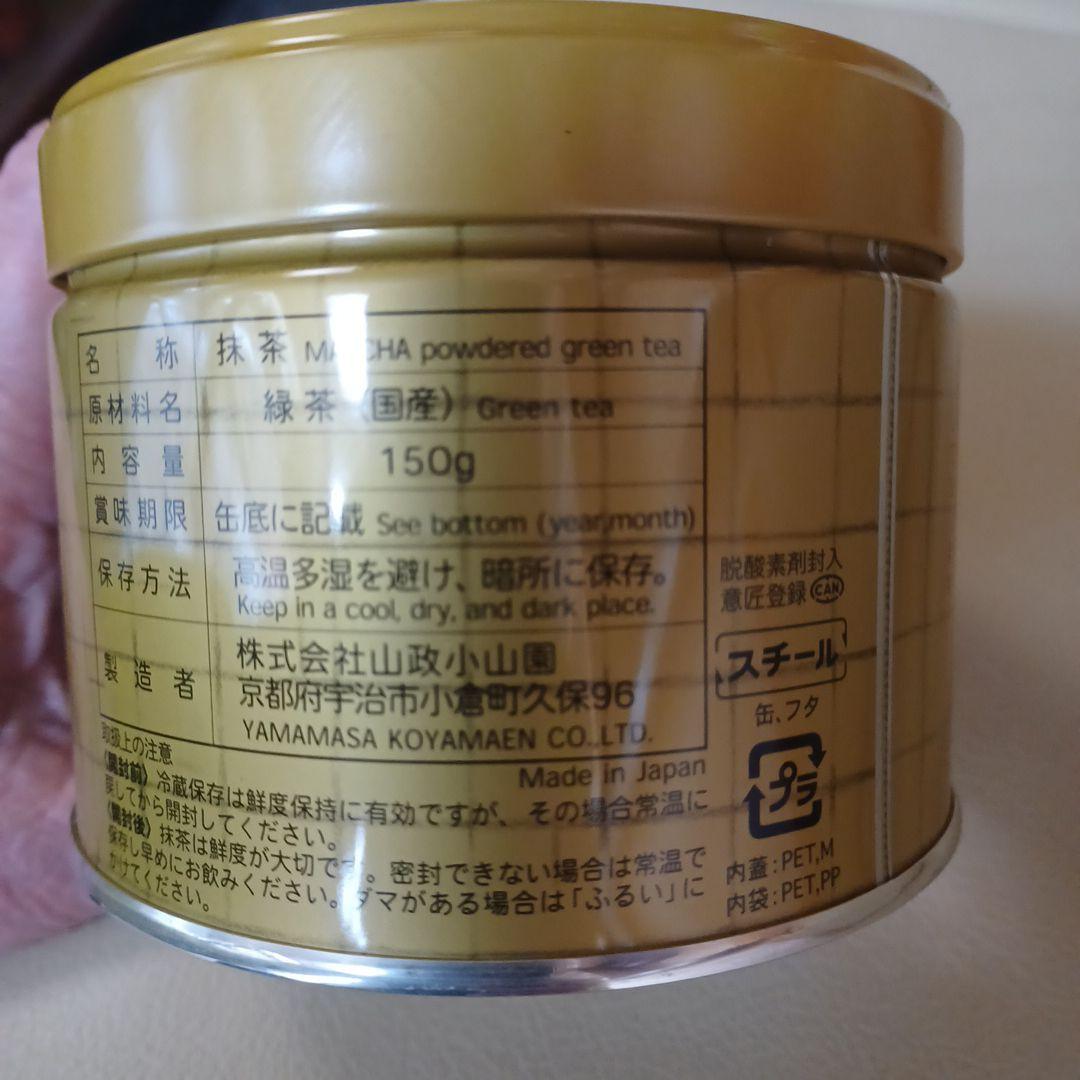 名称 抹茶 MATCHA powdered green tea
原材料名 緑茶（国産）Green tea
内容量 150g
賞味期限 缶底に記載 See bottom (year,month)
保存方法 高温多湿を避け、暗所に保存。
Keep in a cool, dry, and dark place.
製造者 株式会社山政小山園
京都府宇治市小倉町久保96
YAMAMASA KOYAMAEN CO.,LTD.
Made in Japan
取扱上の注意
〈開封前〉冷蔵保存は鮮度保持に有効ですが、その場合常温に
戻してから開封してください。
〈開封後〉抹茶は鮮度が大切です。密封できない場合は常温で
保存し早めにお飲みください。ダマがある場合は「ふるい」に
かけてください。
脱酸素剤封入
意匠登録 CAN
スチール
缶、フタ
プラ
内蓋：PET,M
内袋：PET,PP